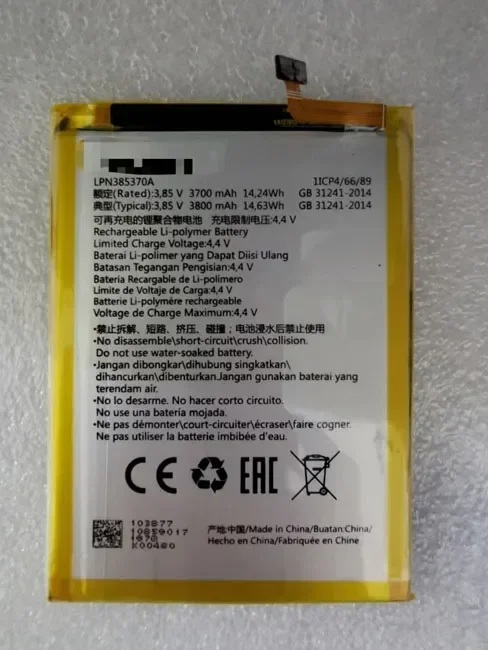 LPN385370A
1ICP4/66/89
额定(Rated):3,85 V 3700 mAh 14,24Wh GB 31241-2014
典型(Typical):3,85 V 3800 mAh 14,63Wh GB 31241-2014
可再充电的锂聚合物电池 充电限制电压:4,4 V
Rechargeable Li-polymer Battery
Limited Charge Voltage:4,4 V
Baterai Li-polimer yang Dapat Diisi Ulang
Batasan Tegangan Pengisian:4,4 V
Batería Recargable de Li-polimero
Limite de Voltaje de Carga:4,4 V
Batterie Li-polymére rechargeable
Voltage de Charge Maximum:4,4 V
•禁止拆解、短路、挤压、碰撞；电池浸水后禁止使用
•No disassemble\short-circuit\crush\collision.
Do not use water-soaked battery.
•Jangan dibongkar\dihubung singkatkan\
dihancurkan\dibenturkan.Jangan gunakan baterai yang
terendam air.
•No lo desarme. No hacer corto circuito.
No use una batería mojada.
•Ne pas démonter\court-circuiter\écraser\faire cogner.
Ne pas utiliser la batterie imbibée d'eau.
CE EAC
103877
10859017
K00480
产地:中国/Made in China/Buatan:China/
Hecho en China/Fabriquée en Chine